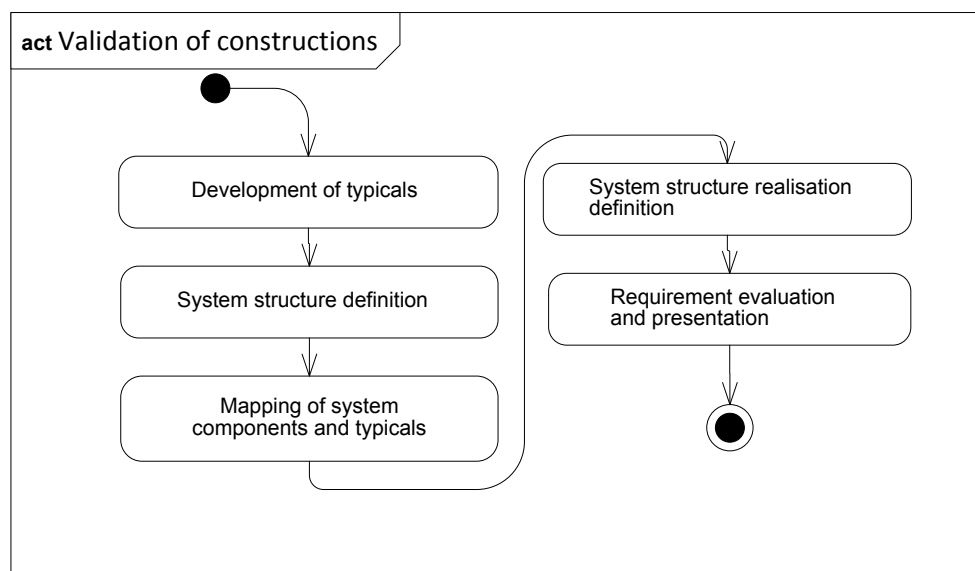 act Validation of constructions
Development of typicals
System structure definition
Mapping of system
components and typicals
System structure realisation
definition
Requirement evaluation
and presentation